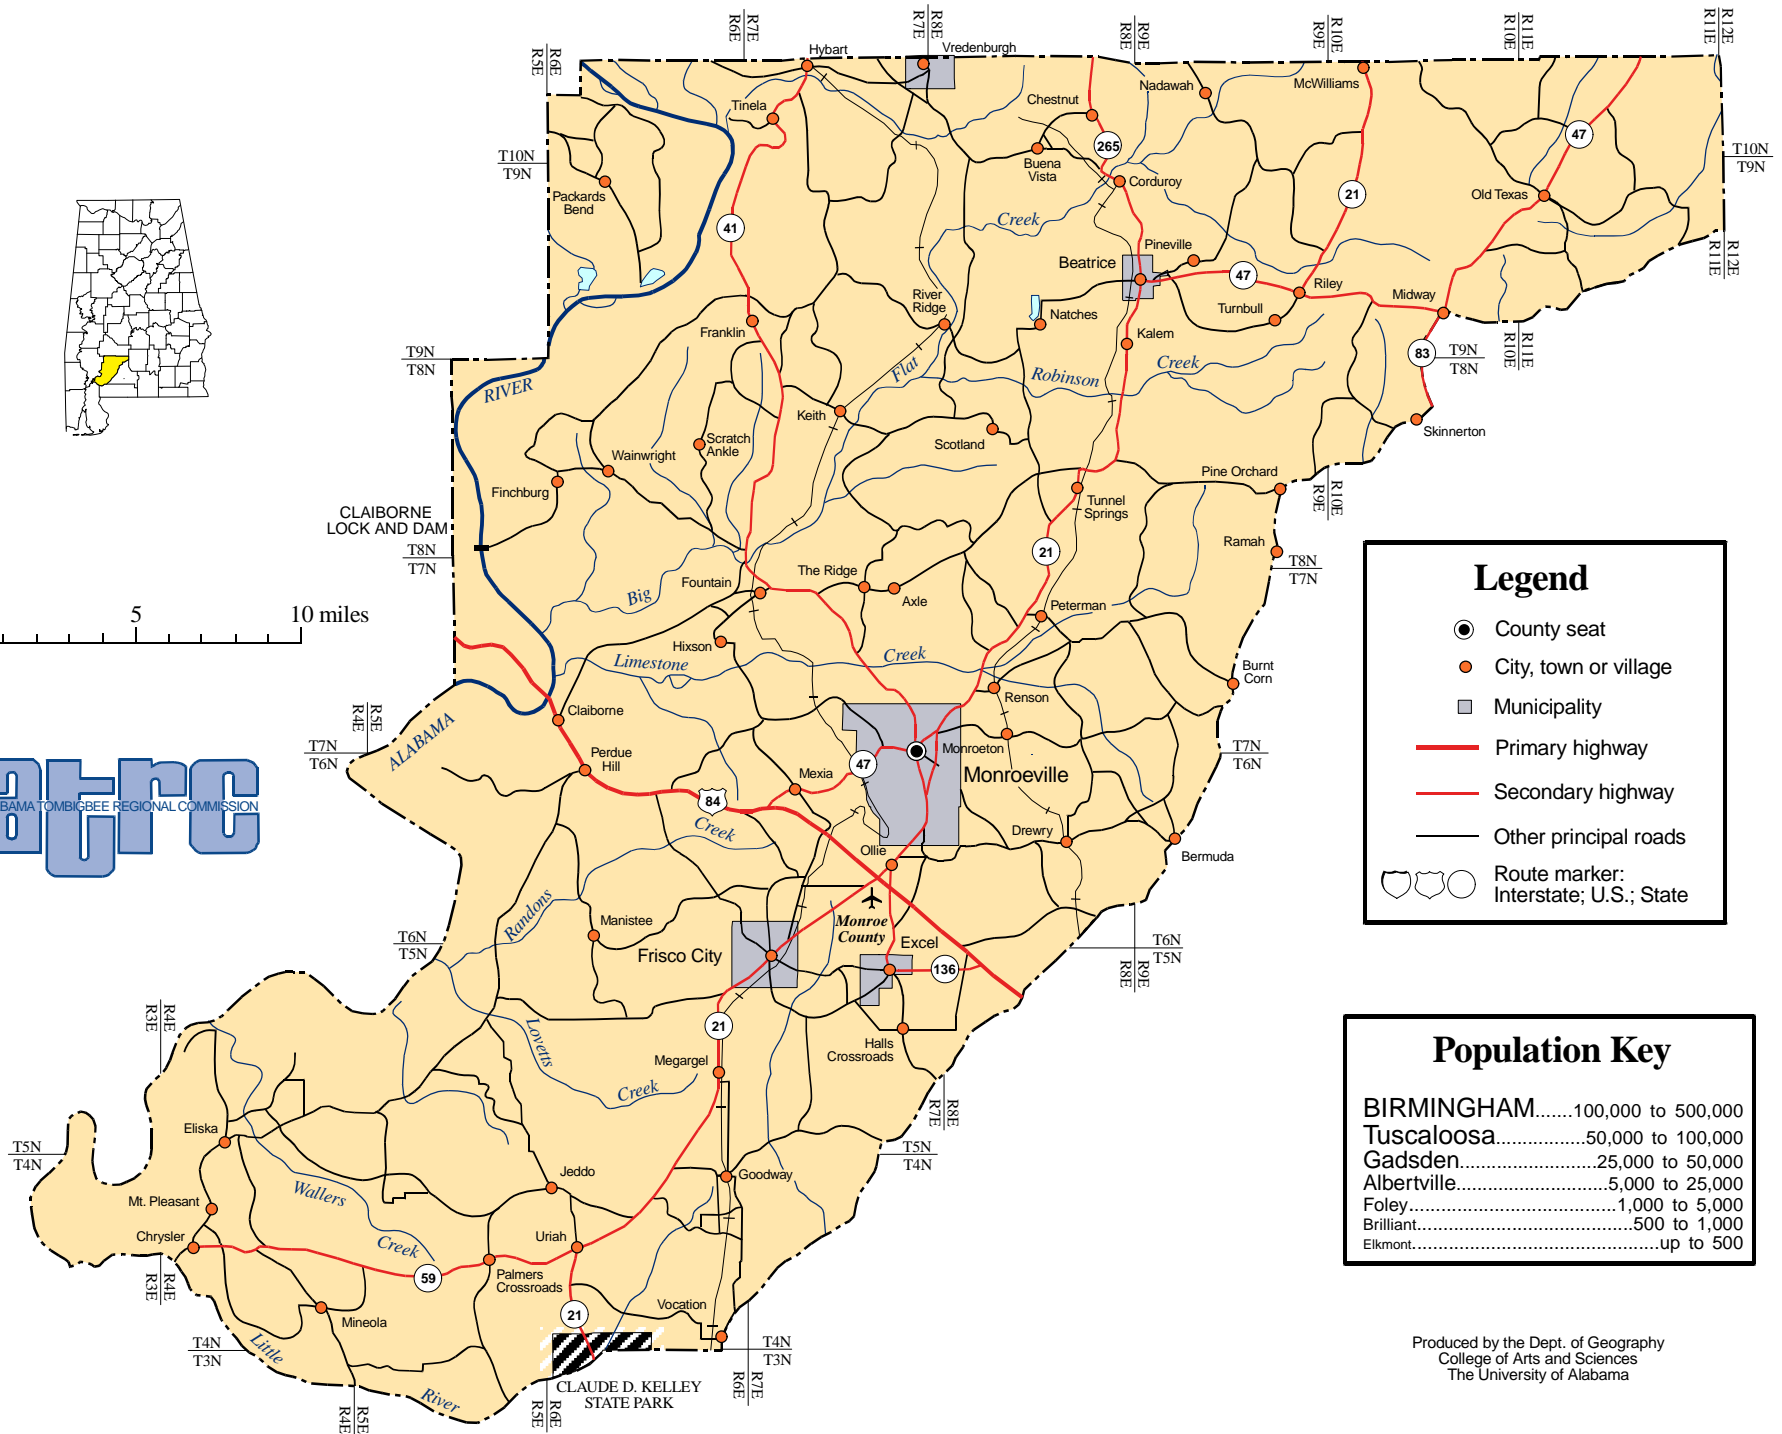 R7E
R6E
R8E
R7E
R9E
R8E
R10E
R9E
R11E
R10E
R12E
R11E
R6E
R5E
Hybart
Vredenburgh
Tinela
Chestnut
Nadawah
McWilliams
47
265
Buena
Vista
Corduroy
T10N
T9N
T10N
T9N
Packards
Bend
21
Old Texas
41
Creek
Pineville
Beatrice
47
R12E
R11E
River
Ridge
Natches
Turnbull
Riley
Midway
Franklin
Kalem
83
T9N
T8N
R11E
R10E
T9N
T8N
RIVER
Flat
Robinson
Creek
Keith
Scotland
Skinnerton
Scratch
Ankle
Wainwright
Finchburg
Pine Orchard
R10E
R9E
CLAIBORNE
LOCK AND DAM
Tunnel
Springs
T8N
T7N
21
Ramah
T8N
T7N
Fountain
The Ridge
Axle
Big
Peterman
5
10 miles
Hixson
Limestone
Creek
Burnt
Corn
Renson
R5E
R4E
Claiborne
ALABAMA
T7N
T6N
Perdue
Hill
Monroeton
Monroeville
T7N
T6N
47
Mexia
84
BAMA TOMBIGBEE REGIONAL COMMISSION
atrc
Creek
Drewry
Ollie
Bermuda
Randons
Manistee
Monroe
County
Frisco City
Excel
136
T6N
T5N
T6N
T5N
R9E
R8E
R4E
R3E
Lovetts
21
Halls
Crossroads
Megargel
Creek
R8E
R7E
Eliska
T5N
T4N
T5N
T4N
Jeddo
Goodway
Wallers
Mt. Pleasant
Chrysler
Creek
Uriah
59
Palmers
Crossroads
R4E
R3E
Mineola
21
Vocation
T4N
T3N
Little
T4N
T3N
River
CLAUDE D. KELLEY
STATE PARK
R5E
R4E
R6E
R5E
R7E
R6E
Legend
County seat
City, town or village
Municipality
Primary highway
Secondary highway
Other principal roads
Route marker:
Interstate; U.S.; State
Population Key
BIRMINGHAM.......100,000 to 500,000
Tuscaloosa.................50,000 to 100,000
Gadsden.........................25,000 to 50,000
Albertville............................5,000 to 25,000
Foley......................................1,000 to 5,000
Brilliant.......................................500 to 1,000
Elkmont.............................................up to 500
Produced by the Dept. of Geography
College of Arts and Sciences
The University of Alabama